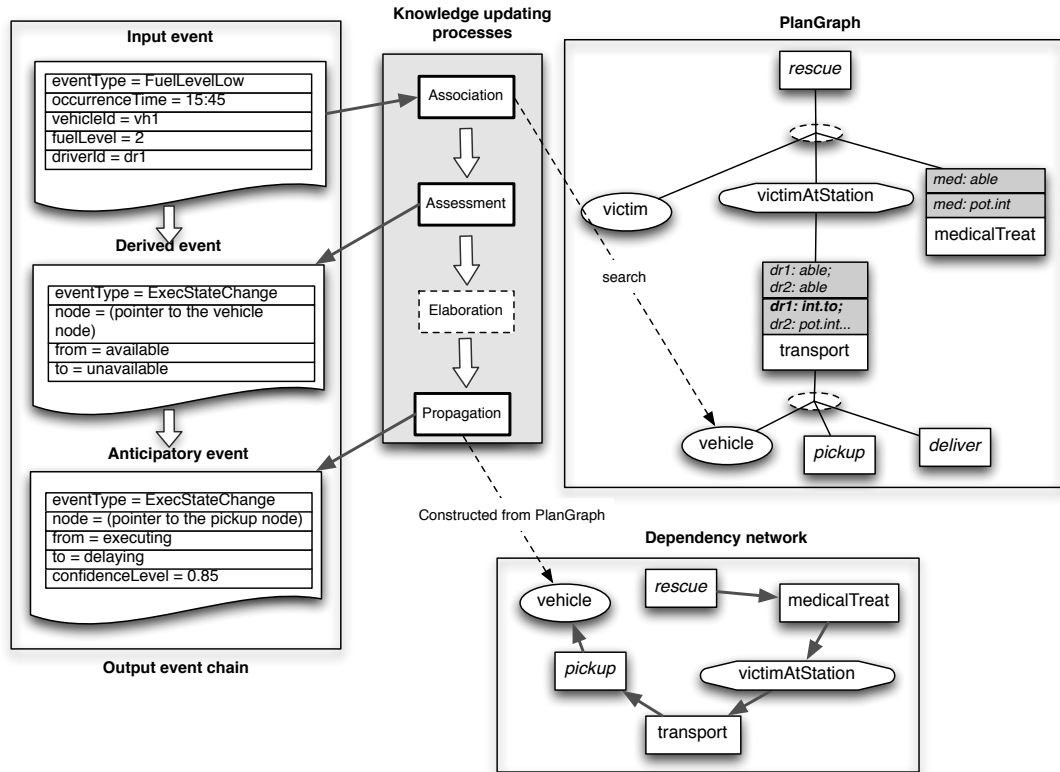 Input event
eventType = FuelLevelLow
occurrenceTime = 15:45
vehicleId = vh1
fuelLevel = 2
driverId = dr1
Derived event
eventType = ExecStateChange
node = (pointer to the vehicle
node)
from = available
to = unavailable
Anticipatory event
eventType = ExecStateChange
node = (pointer to the pickup node)
from = executing
to = delaying
confidenceLevel = 0.85
Output event chain
Knowledge updating
processes
Association
Assessment
Elaboration
Propagation
search
Constructed from PlanGraph
PlanGraph
rescue
victim
victimAtStation
med: able
med: pot.int
medicalTreat
dr1: able;
dr2: able
dr1: int.to;
dr2: pot.int...
transport
vehicle
pickup
deliver
Dependency network
rescue
medicalTreat
vehicle
pickup
victimAtStation
transport